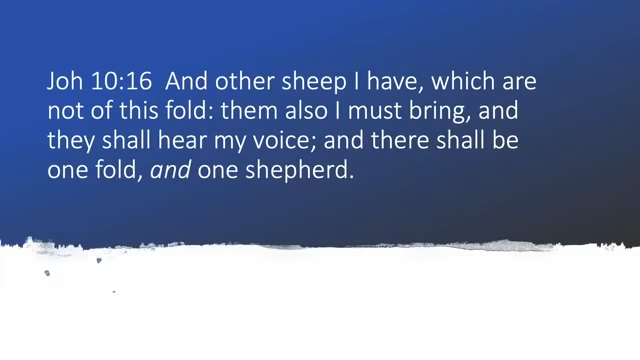 Joh 10:16  And other sheep I have, which are
not of this fold: them also I must bring, and
they shall hear my voice; and there shall be
one fold, and one shepherd.